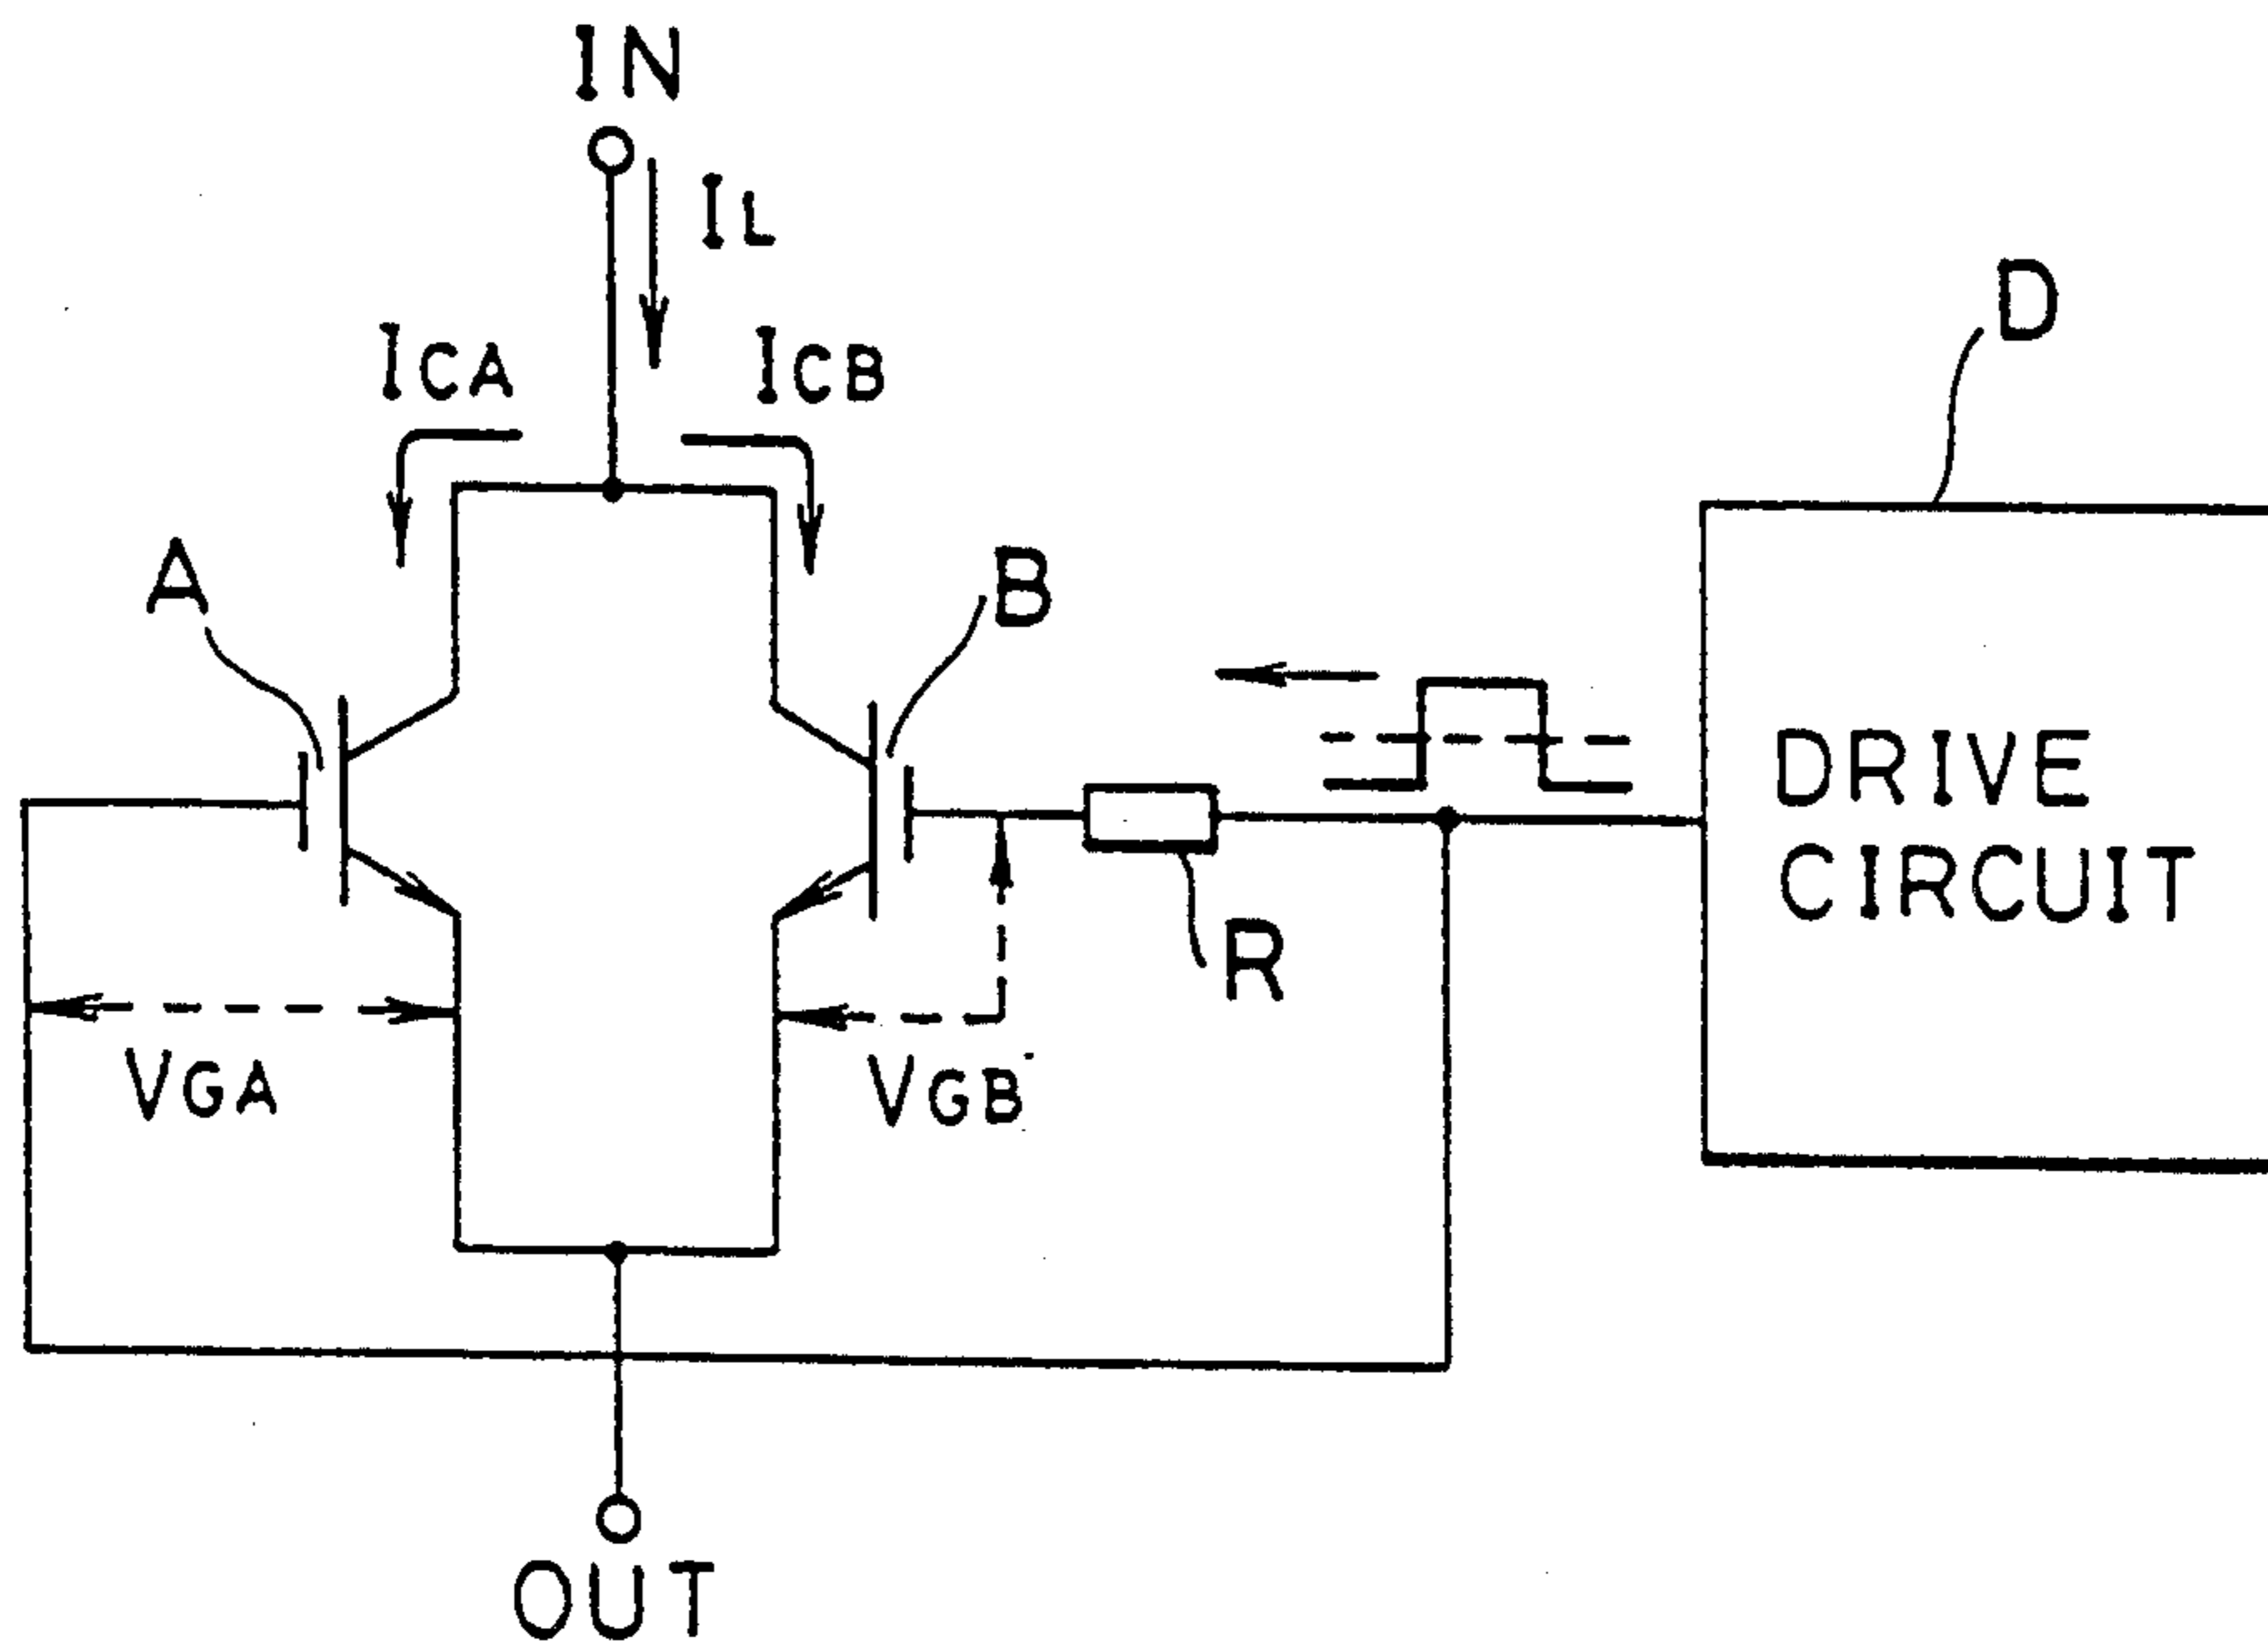 IN
IL
ICA
ICB
D
A
B
DRIVE
CIRCUIT
R
VGA
VGB
OUT